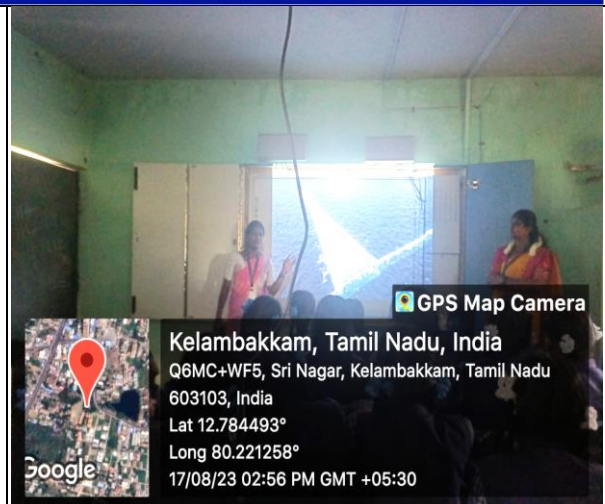 GPS Map Camera
Kelambakkam, Tamil Nadu, India
Q6MC+WF5, Sri Nagar, Kelambakkam, Tamil Nadu
603103, India
Lat 12.784493°
Long 80.221258°
17/08/23 02:56 PM GMT +05:30
Google